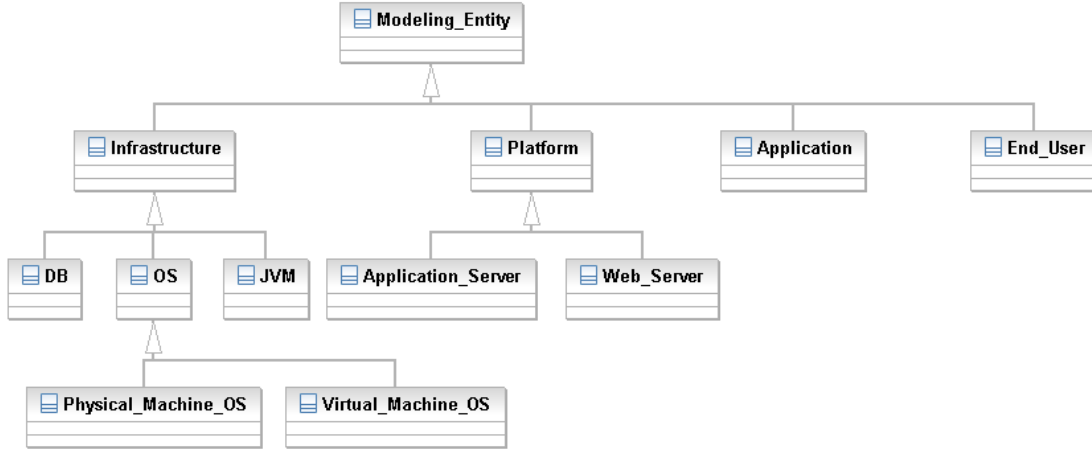 Modeling_Entity
Infrastructure
Platform
Application
End_User
DB
OS
JVM
Application_Server
Web_Server
Physical_Machine_OS
Virtual_Machine_OS